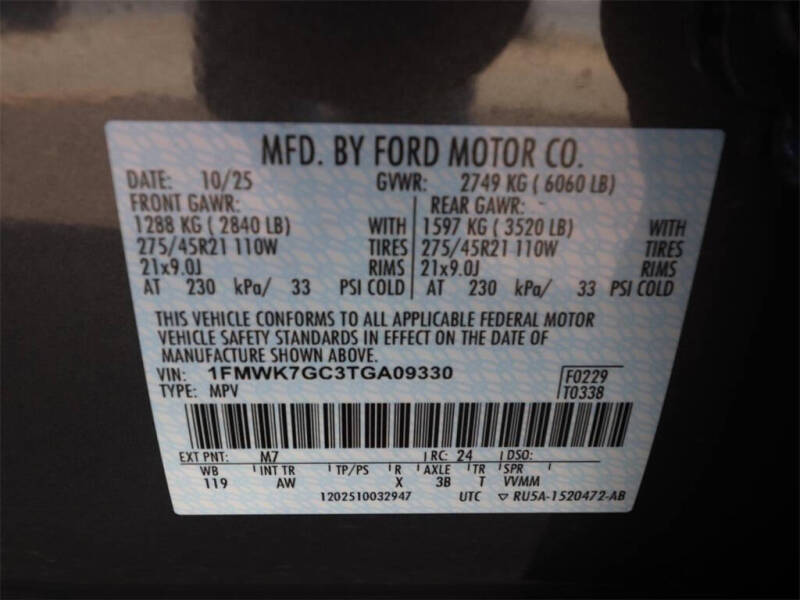 MFD. BY FORD MOTOR CO.
DATE: 10/25 GVWR: 2749 KG ( 6060 LB)
FRONT GAWR: REAR GAWR:
1288 KG ( 2840 LB) WITH 1597 KG ( 3520 LB) WITH
275/45R21 110W TIRES 275/45R21 110W TIRES
21x9.0J RIMS 21x9.0J RIMS
AT 230 kPa/ 33 PSI COLD AT 230 kPa/ 33 PSI COLD
THIS VEHICLE CONFORMS TO ALL APPLICABLE FEDERAL MOTOR
VEHICLE SAFETY STANDARDS IN EFFECT ON THE DATE OF
MANUFACTURE SHOWN ABOVE.
VIN: 1FMWK7GC3TGA09330 F0229
TYPE: MPV T0338
EXT PNT: M7 RC: 24 DSO:
WB INT TR TP/PS R AXLE TR SPR
119 AW X 3B T VVMM
1202510032947 UTC ▽ RU5A-1520472-AB